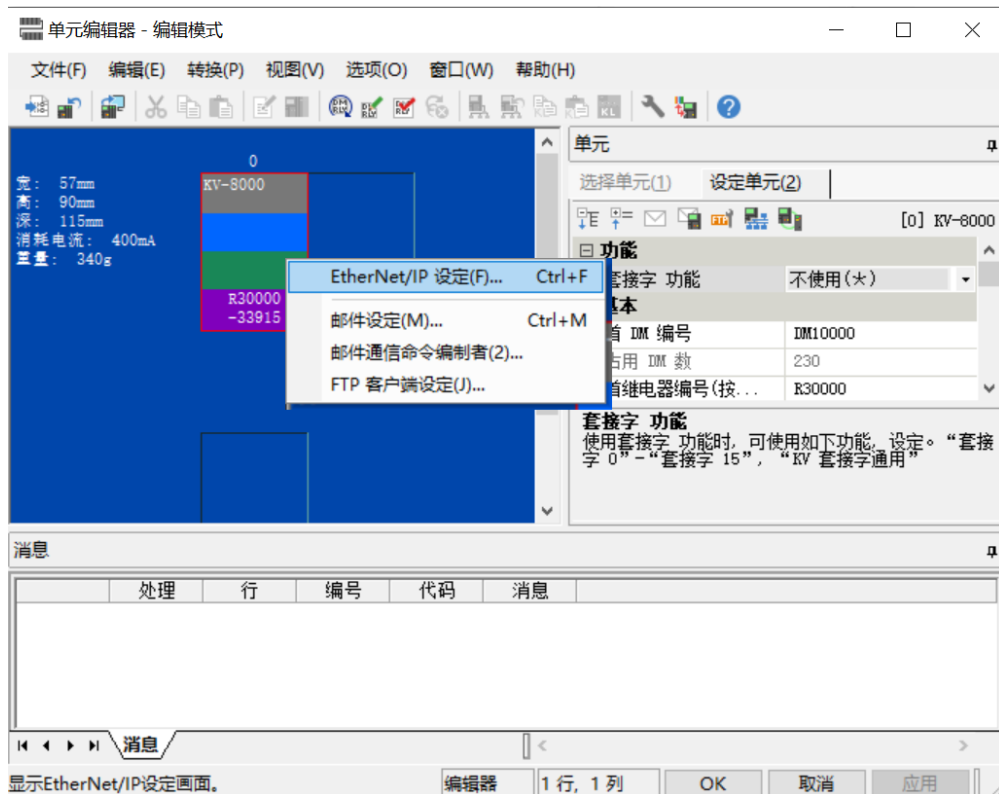 单元编辑器 - 编辑模式
文件(F) 编辑(E) 转换(P) 视图(V) 选项(O) 窗口(W) 帮助(H)
宽: 57mm
高: 90mm
深: 115mm
消耗电流: 400mA
重量: 340g
0
KV-8000
R30000
-33915
EtherNet/IP 设定(F)... Ctrl+F
邮件设定(M)... Ctrl+M
邮件通信命令编制者(2)...
FTP 客户端设定(J)...
单元
选择单元(1) 设定单元(2)
[0] KV-8000
功能
套接字 功能 不使用(*)
基本
首 DM 编号 DM10000
占用 DM 数 230
首继电器编号(按... R30000
套接字 功能
使用套接字 功能时, 可使用如下功能, 设定。“套接
字 0”-“套接字 15”, “KV 套接字通用”
消息
处理 行 编号 代码 消息
消息
显示EtherNet/IP设定画面。 编辑器 1 行, 1 列 OK 取消 应用